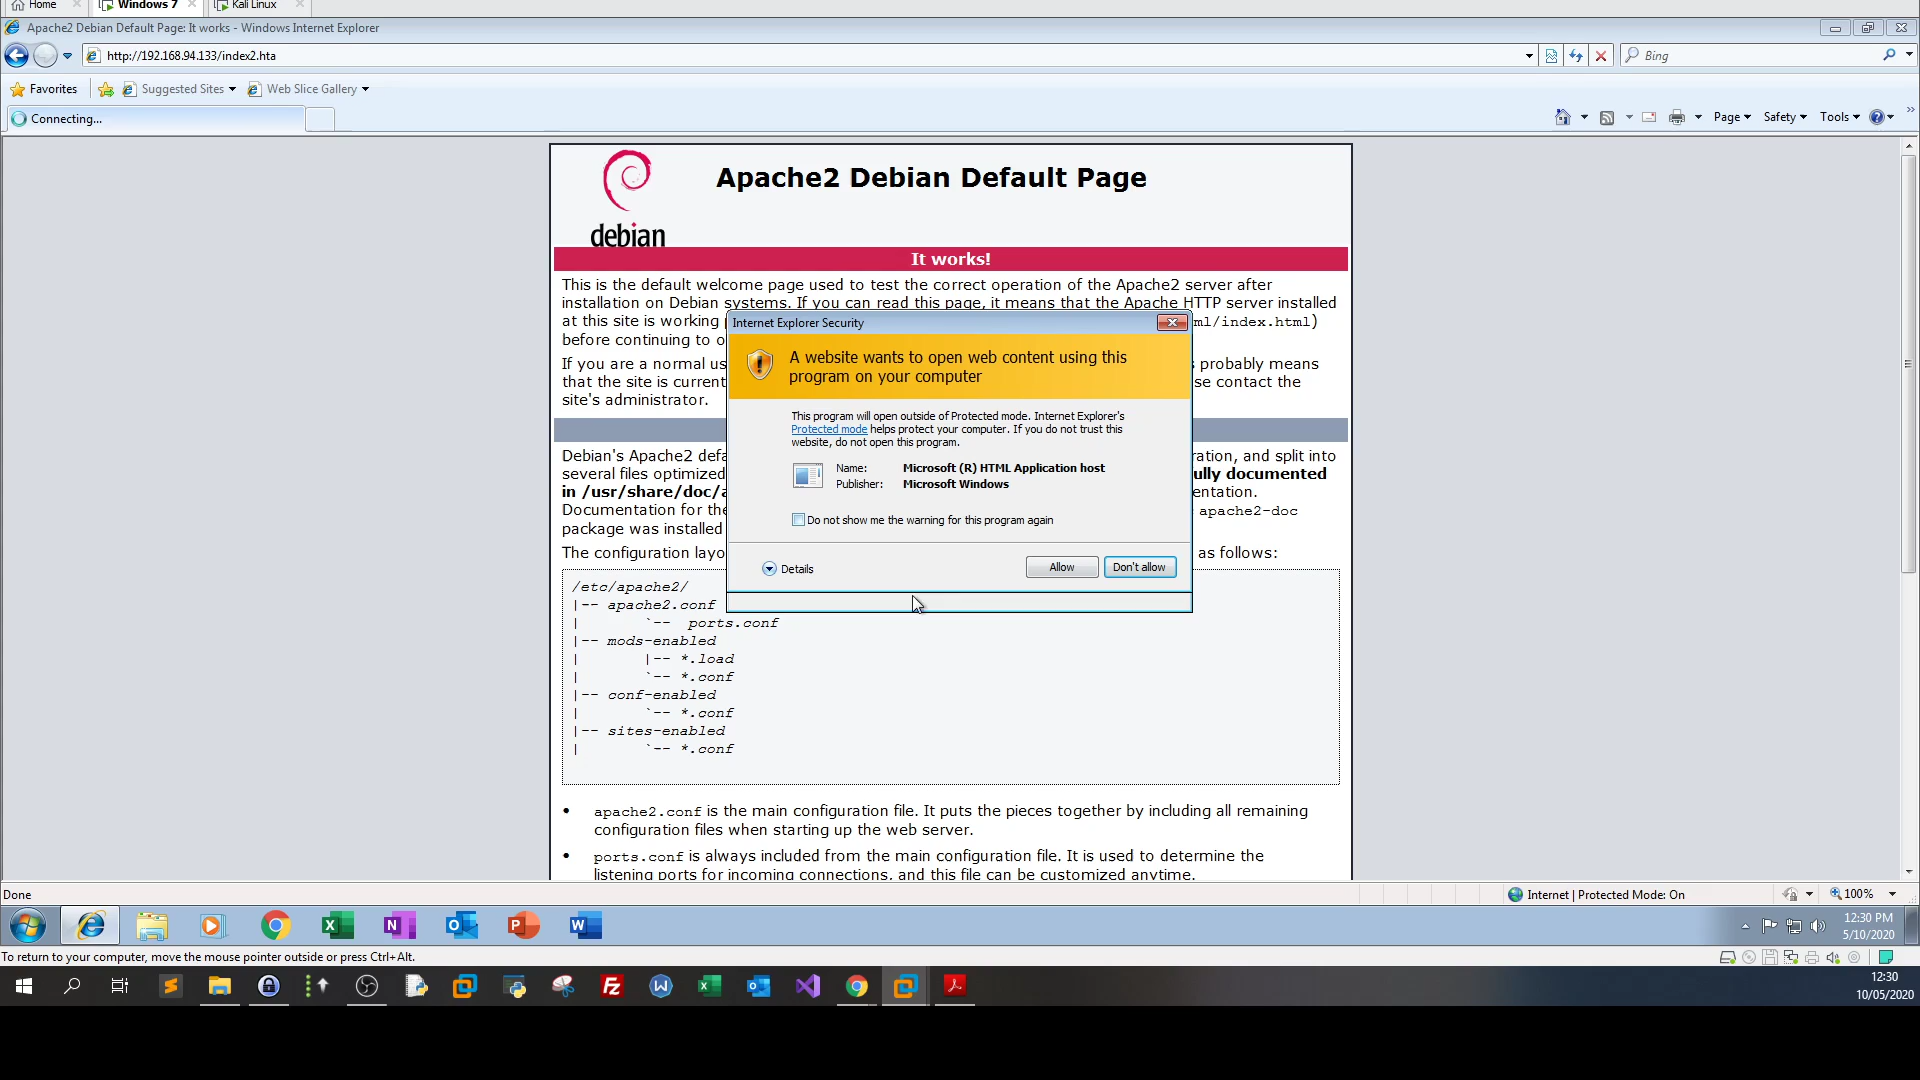 Home
Windows 7
Kali Linux
Apache2 Debian Default Page: It works - Windows Internet Explorer
http://192.168.94.133/index2.hta
Bing
Favorites
Suggested Sites
Web Slice Gallery
Connecting...
Page
Safety
Tools
debian
Apache2 Debian Default Page
It works!
This is the default welcome page used to test the correct operation of the Apache2 server after
installation on Debian systems. If you can read this page, it means that the Apache HTTP server installed
at this site is working
ml/index.html)
before continuing to o
If you are a normal us
probably means
that the site is current
se contact the
site's administrator.
Internet Explorer Security
A website wants to open web content using this
program on your computer
This program will open outside of Protected mode. Internet Explorer's
Protected mode helps protect your computer. If you do not trust this
website, do not open this program.
Name: Microsoft (R) HTML Application host
Publisher: Microsoft Windows
Do not show me the warning for this program again
Details
Allow
Don't allow
Debian's Apache2 defa
ration, and split into
several files optimized
ully documented
in /usr/share/doc/a
entation.
Documentation for the
apache2-doc
package was installed
The configuration layo
as follows:
/etc/apache2/
|-- apache2.conf
|       `--  ports.conf
|-- mods-enabled
|       |-- *.load
|       `-- *.conf
|-- conf-enabled
|       `-- *.conf
|-- sites-enabled
|       `-- *.conf
• apache2.conf is the main configuration file. It puts the pieces together by including all remaining
configuration files when starting up the web server.
• ports.conf is always included from the main configuration file. It is used to determine the
listening ports for incoming connections, and this file can be customized anytime.
Done
Internet | Protected Mode: On
100%
12:30 PM
5/10/2020
To return to your computer, move the mouse pointer outside or press Ctrl+Alt.
12:30
10/05/2020